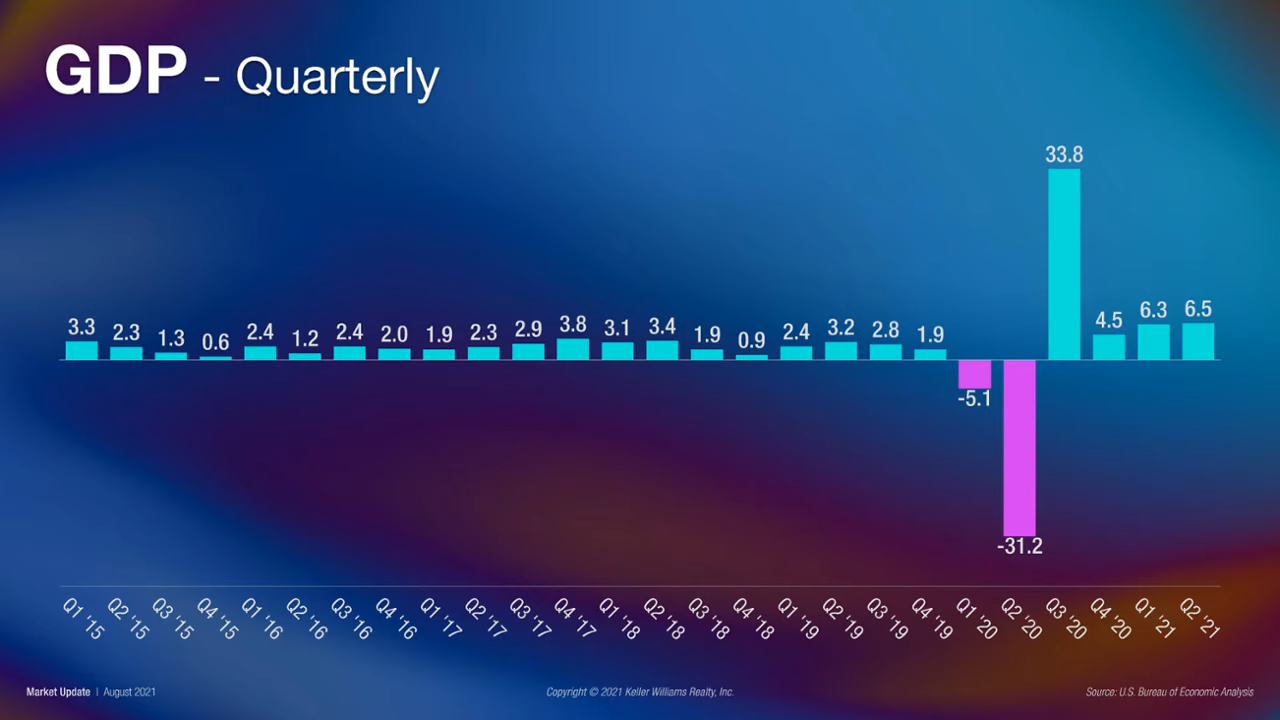 GDP - Quarterly
33.8
3.3 2.3 1.3 0.6 2.4 1.2 2.4 2.0 1.9 2.3 2.9 3.8 3.1 3.4 1.9 0.9 2.4 3.2 2.8 1.9 4.5 6.3 6.5
-5.1
-31.2
Q1 '15 Q2 '15 Q3 '15 Q4 '15 Q1 '16 Q2 '16 Q3 '16 Q4 '16 Q1 '17 Q2 '17 Q3 '17 Q4 '17 Q1 '18 Q2 '18 Q3 '18 Q4 '18 Q1 '19 Q2 '19 Q3 '19 Q4 '19 Q1 '20 Q2 '20 Q3 '20 Q4 '20 Q1 '21 Q2 '21
Market Update | August 2021 Copyright © 2021 Keller Williams Realty, Inc. Source: U.S. Bureau of Economic Analysis